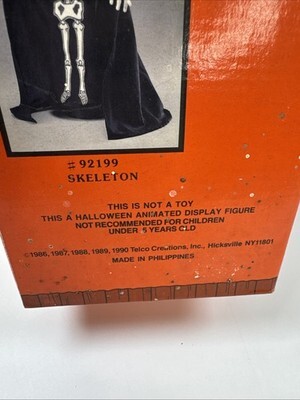 # 92199
SKELETON
THIS IS NOT A TOY
THIS A HALLOWEEN ANIMATED DISPLAY FIGURE
NOT RECOMMENDED FOR CHILDREN
UNDER 5 YEARS OLD
©1986, 1987, 1988, 1989, 1990 Telco Creations, Inc., Hicksville NY11801
MADE IN PHILIPPINES